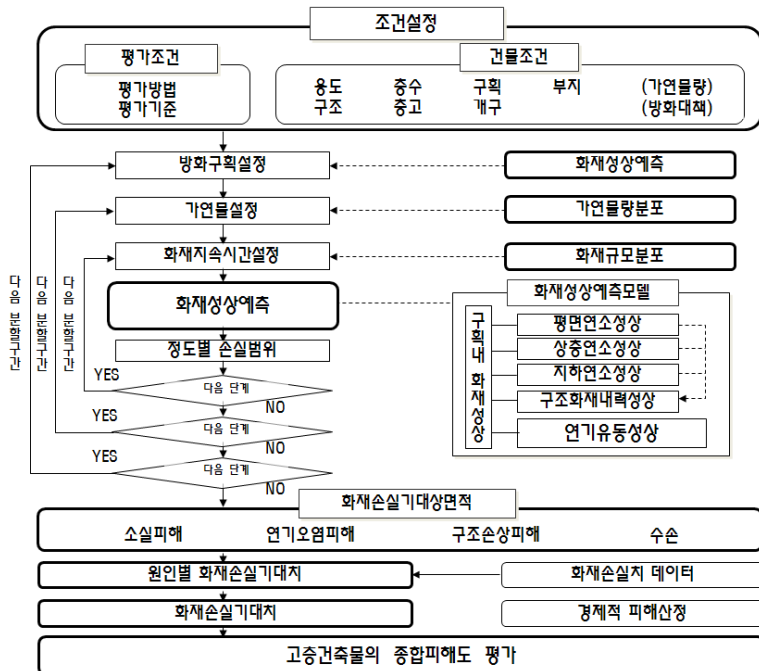 조건설정
평가조건
건물조건
평가방법
평가기준
용도 층수 구획 부지 (가연물량)
구조 층고 개구 (방화대책)
방화구획설정
화재성상예측
가연물설정
가연물량분포
화재지속시간설정
화재규모분포
화재성상예측
화재성상예측모델
구획내 화재성상
평면연소성상
상층연소성상
지하연소성상
구조화재내력성상
연기유동성상
정도별 손실범위
다음 분할구간
다음 분할구간
다음 분할구간
YES
다음 단계
NO
YES
다음 단계
NO
YES
다음 단계
NO
화재손실기대상면적
소실피해 연기오염피해 구조손상피해 수손
원인별 화재손실기대치
화재손실치 데이터
화재손실기대치
경제적 피해산정
고층건축물의 종합피해도 평가